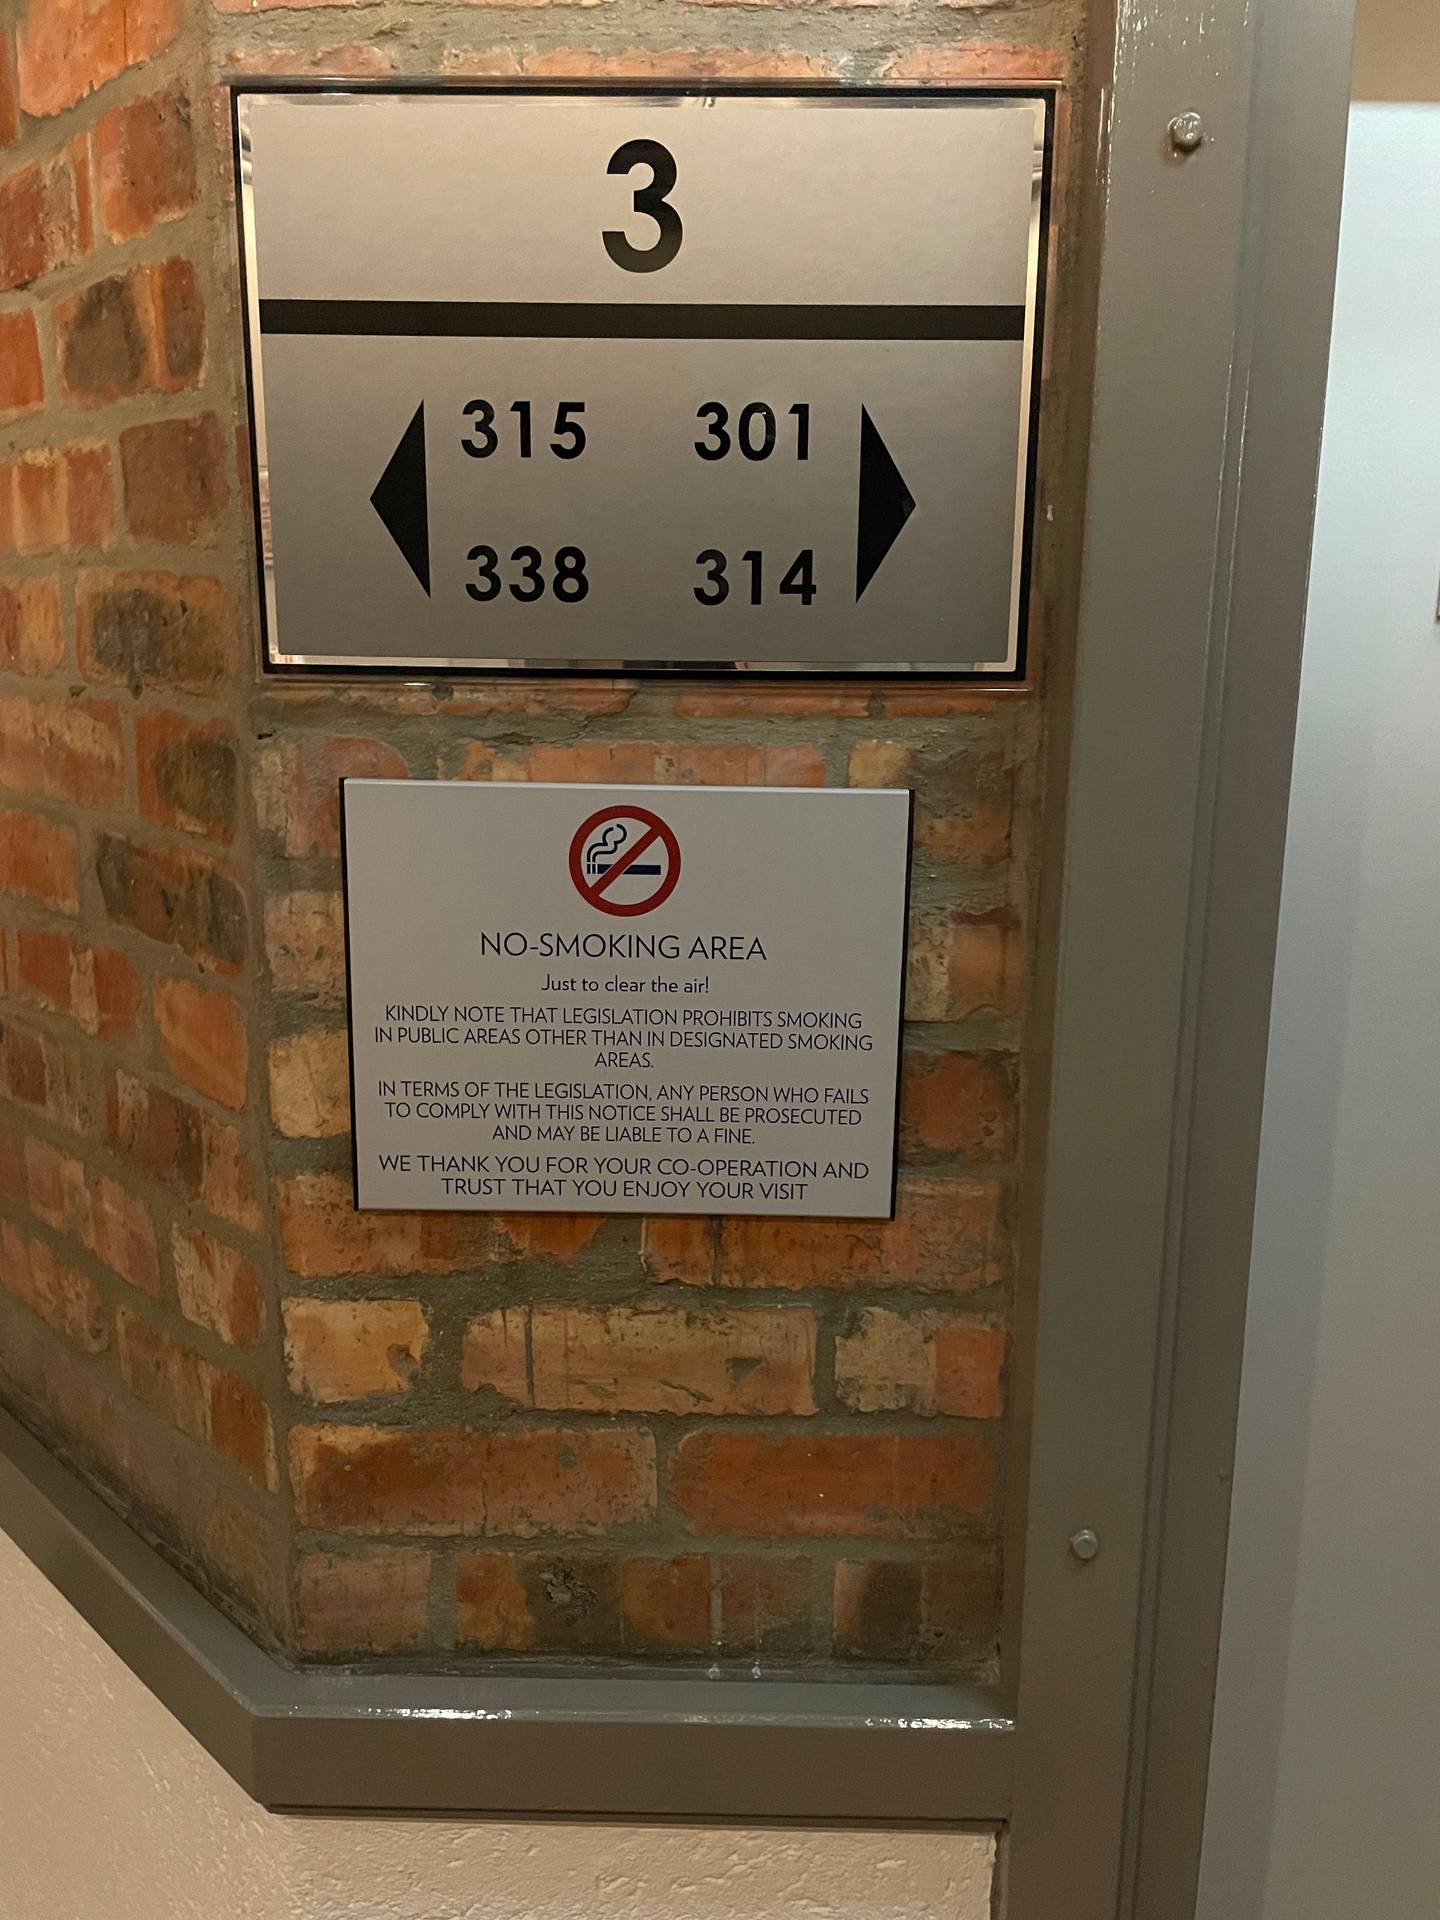 3
315 301
338 314
NO-SMOKING AREA
Just to clear the air!
KINDLY NOTE THAT LEGISLATION PROHIBITS SMOKING
IN PUBLIC AREAS OTHER THAN IN DESIGNATED SMOKING
AREAS.
IN TERMS OF THE LEGISLATION, ANY PERSON WHO FAILS
TO COMPLY WITH THIS NOTICE SHALL BE PROSECUTED
AND MAY BE LIABLE TO A FINE.
WE THANK YOU FOR YOUR CO-OPERATION AND
TRUST THAT YOU ENJOY YOUR VISIT